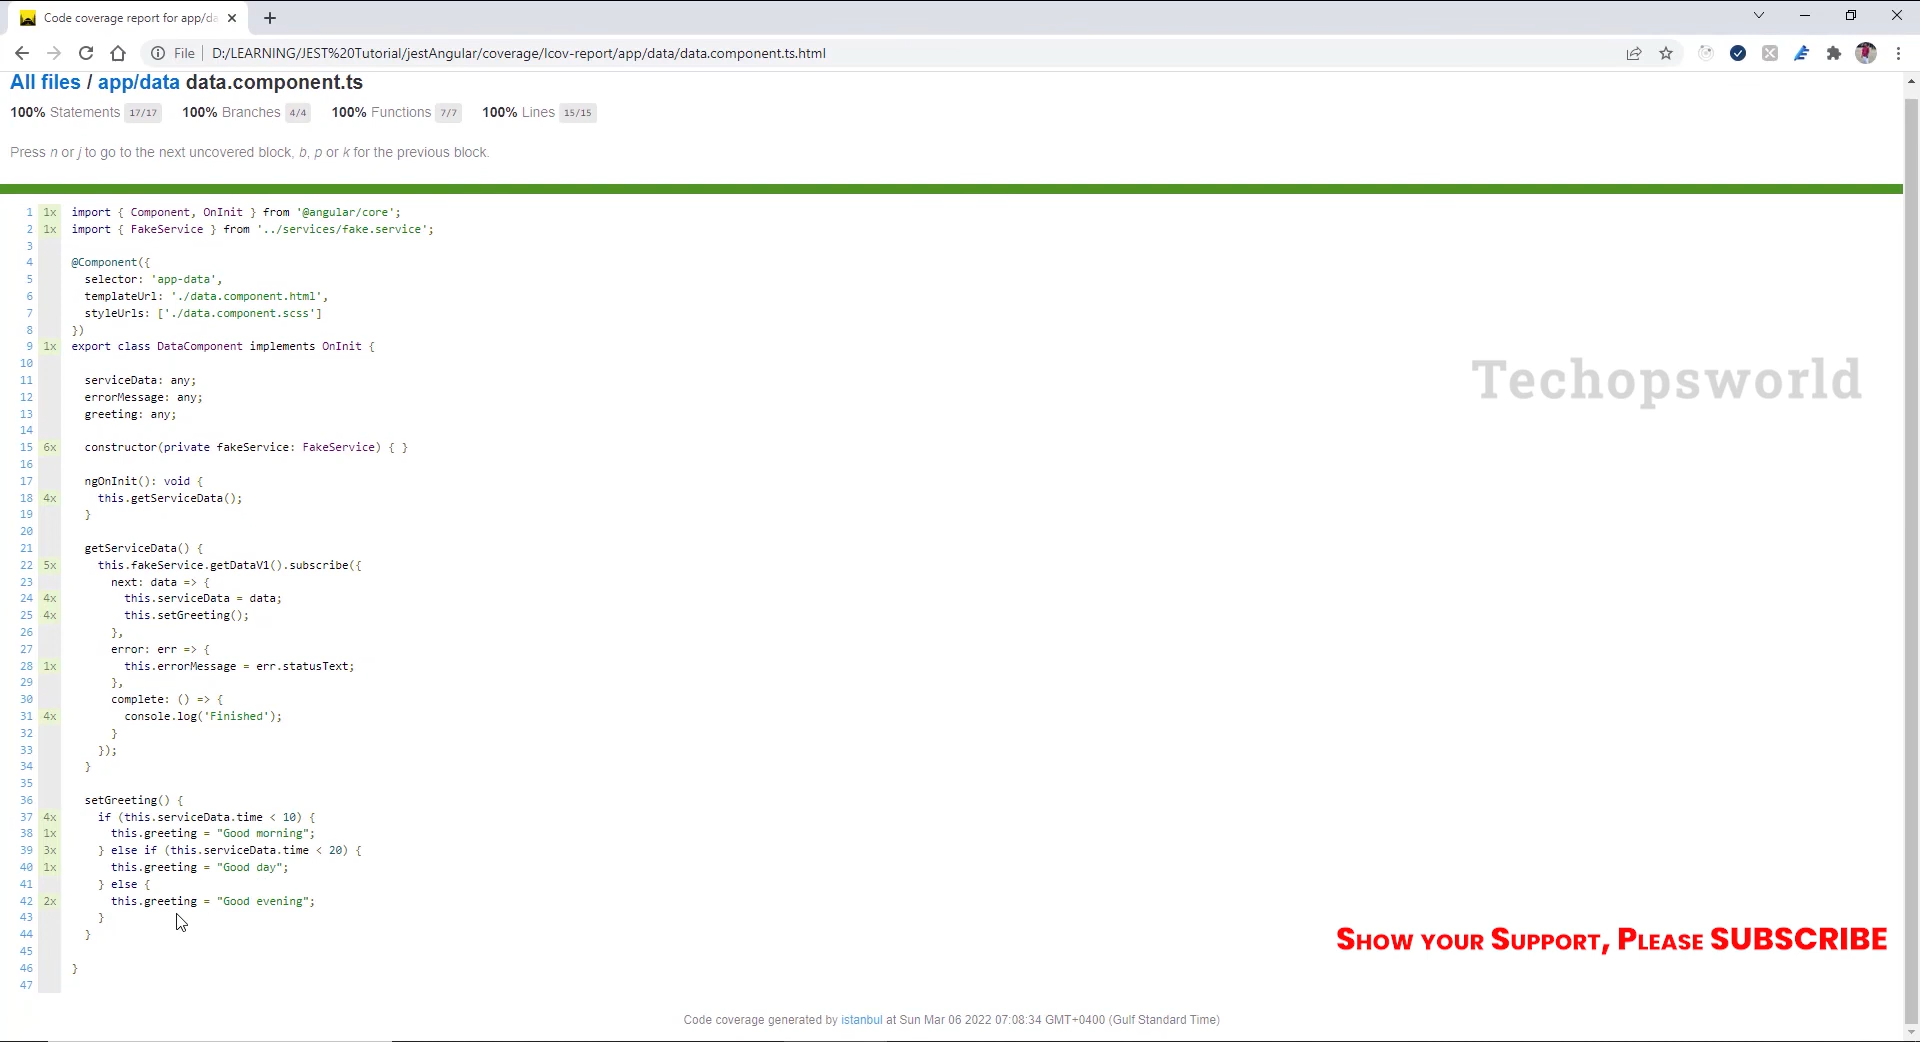 Code coverage report for app/da
File D:/LEARNING/JEST%20Tutorial/jestAngular/coverage/lcov-report/app/data/data.component.ts.html
All files / app/data data.component.ts
100% Statements 17/17 100% Branches 4/4 100% Functions 7/7 100% Lines 15/15
Press n or j to go to the next uncovered block, b, p or k for the previous block.
1 1x import { Component, OnInit } from '@angular/core';
2 1x import { FakeService } from '../services/fake.service';
3
4 @Component({
5 selector: 'app-data',
6 templateUrl: './data.component.html',
7 styleUrls: ['./data.component.scss']
8 })
9 1x export class DataComponent implements OnInit {
10
11 serviceData: any;
12 errorMessage: any;
13 greeting: any;
14
15 6x constructor(private fakeService: FakeService) { }
16
17 ngOnInit(): void {
18 4x this.getServiceData();
19 }
20
21 getServiceData() {
22 5x this.fakeService.getDataV1().subscribe({
23 next: data => {
24 4x this.serviceData = data;
25 4x this.setGreeting();
26 },
27 error: err => {
28 1x this.errorMessage = err.statusText;
29 },
30 complete: () => {
31 4x console.log('Finished');
32 }
33 });
34 }
35
36 setGreeting() {
37 4x if (this.serviceData.time < 10) {
38 1x this.greeting = "Good morning";
39 3x } else if (this.serviceData.time < 20) {
40 1x this.greeting = "Good day";
41 } else {
42 2x this.greeting = "Good evening";
43 }
44 }
45
46 }
47
Techopsworld
Show your Support, Please SUBSCRIBE
Code coverage generated by istanbul at Sun Mar 06 2022 07:08:34 GMT+0400 (Gulf Standard Time)